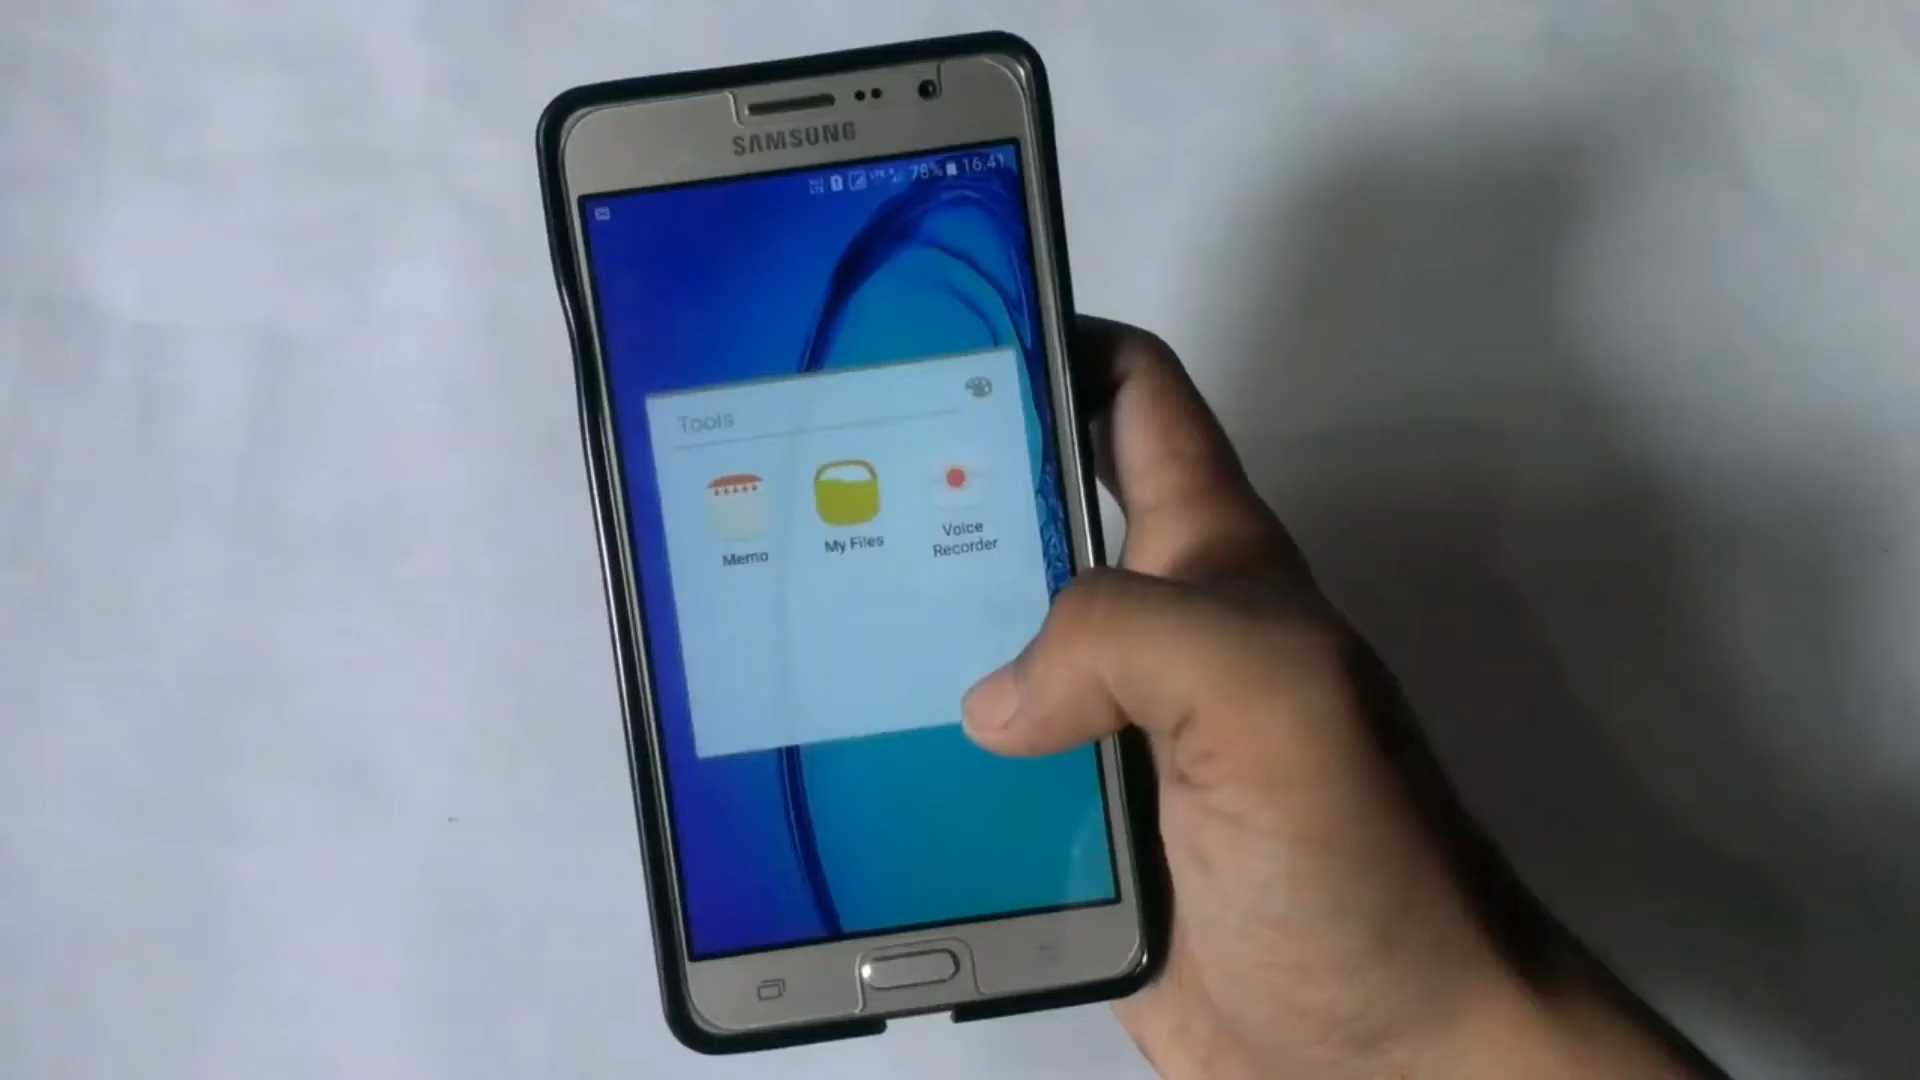 SAMSUNG
78% 16:41
Tools
Memo
My Files
Voice
Recorder